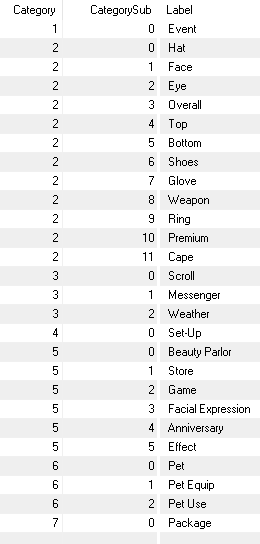 Category CategorySub Label
1 0 Event
2 0 Hat
2 1 Face
2 2 Eye
2 3 Overall
2 4 Top
2 5 Bottom
2 6 Shoes
2 7 Glove
2 8 Weapon
2 9 Ring
2 10 Premium
2 11 Cape
3 0 Scroll
3 1 Messenger
3 2 Weather
4 0 Set-Up
5 0 Beauty Parlor
5 1 Store
5 2 Game
5 3 Facial Expression
5 4 Anniversary
5 5 Effect
6 0 Pet
6 1 Pet Equip
6 2 Pet Use
7 0 Package